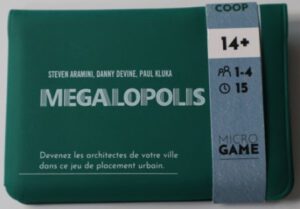 COOP
STEVEN ARAMINI, DANNY DEVINE, PAUL KLUKA
MEGALOPOLIS
Devenez les architectes de votre ville
dans ce jeu de placement urbain.
14+
1-4
15
MICRO
GAME